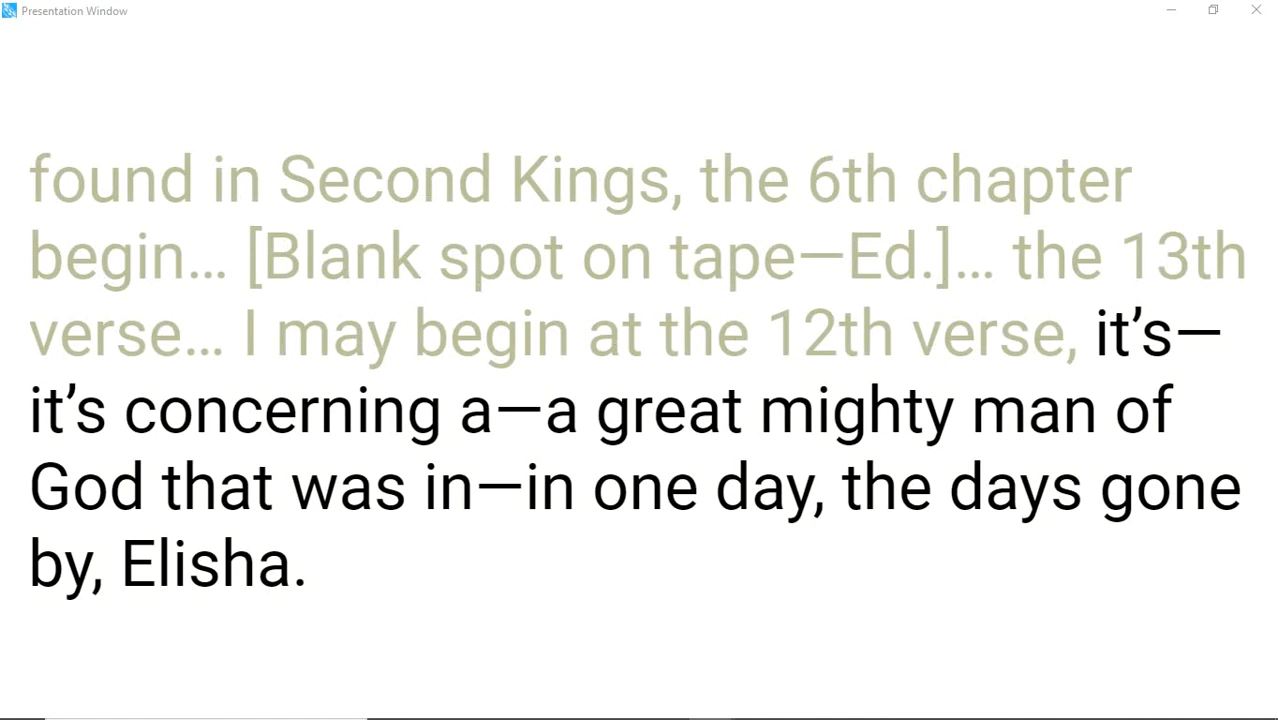 Presentation Window
found in Second Kings, the 6th chapter
begin… [Blank spot on tape—Ed.]… the 13th
verse… I may begin at the 12th verse, it’s—
it’s concerning a—a great mighty man of
God that was in—in one day, the days gone
by, Elisha.